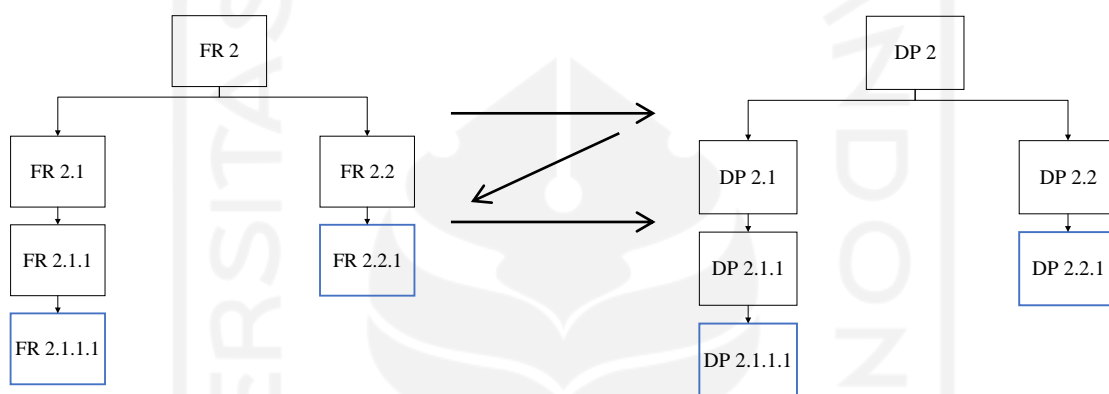 FR 2
DP 2
FR 2.1
FR 2.2
DP 2.1
DP 2.2
FR 2.1.1
FR 2.2.1
DP 2.1.1
DP 2.2.1
FR 2.1.1.1
DP 2.1.1.1
ERSITAS
NDON